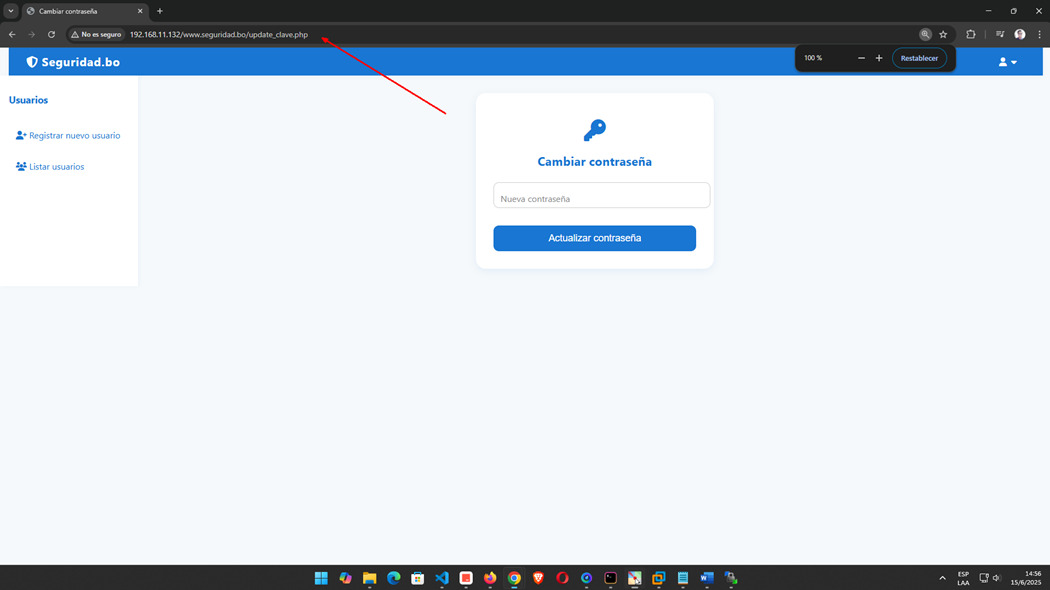 Cambiar contraseña
No es seguro
192.168.11.132/www.seguridad.bo/update_clave.php
Seguridad.bo
100 %
Restablecer
Usuarios
Registrar nuevo usuario
Listar usuarios
Cambiar contraseña
Nueva contraseña
Actualizar contraseña
ESP
LAA
14:56
15/6/2025